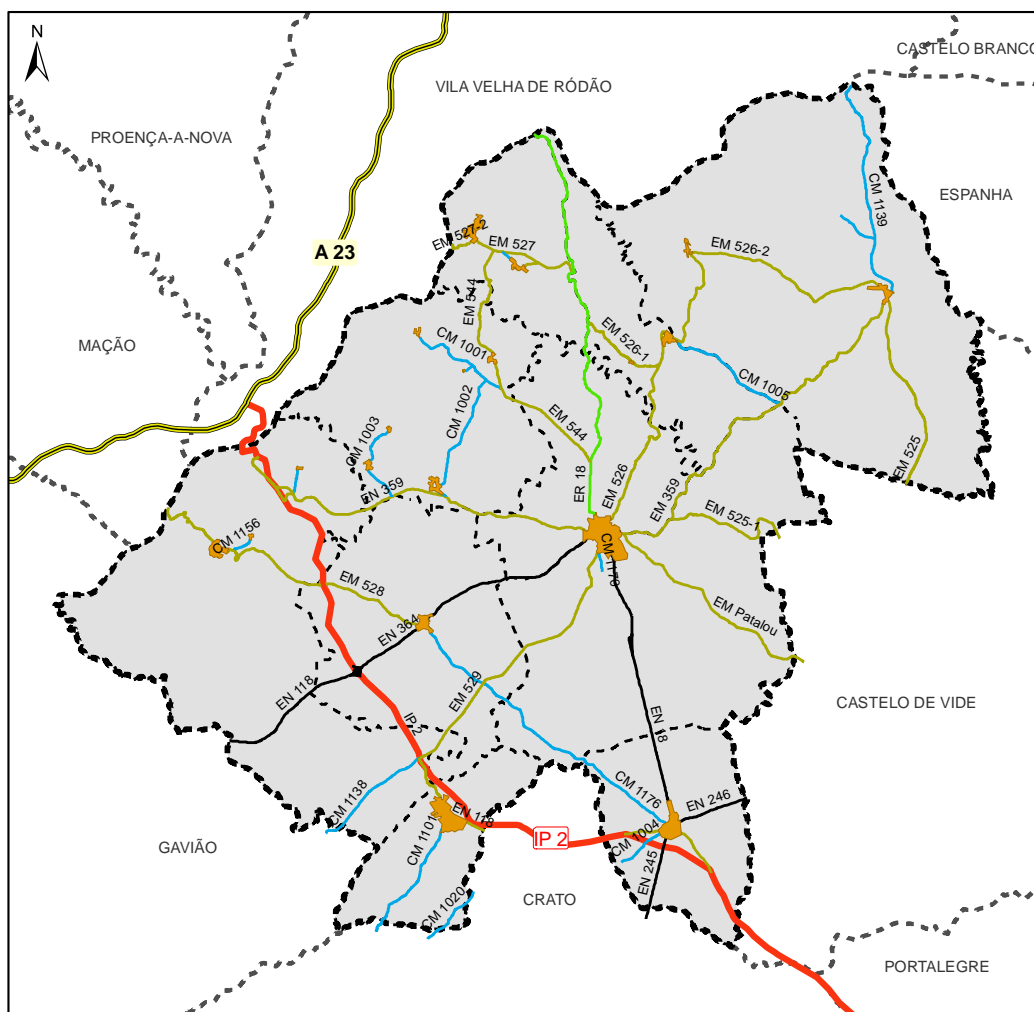 N
CASTELO BRANCO
VILA VELHA DE RÓDÃO
PROENÇA-A-NOVA
CM 1139
ESPANHA
EM 527-2
EM 527
EM 526-2
A 23
EM 544
EM 526-1
MAÇÃO
CM 1001
CM 1005
CM 1002
CM 1003
EM 544
EM 525
EN 359
ER 18
EM 526
EM 359
EM 525-1
CM 1156
CM 1178
EM 528
EM Patalou
EN 364
EN 118
EM 529
IP 2
EN 18
CASTELO DE VIDE
CM 1138
CM 1176
EN 246
EN 118
CM 1101
IP 2
CM 1004
GAVIÃO
EN 245
CM 1020
CRATO
PORTALEGRE